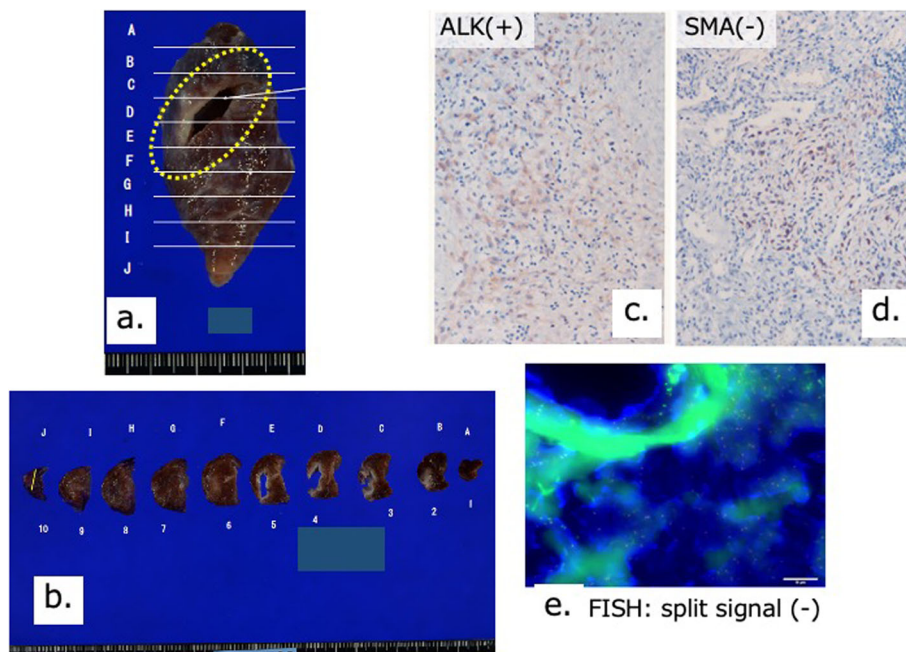 A
B
C
D
E
F
G
H
I
J
a.
ALK(+)
c.
SMA(-)
d.
J I H G F E D C B A
10 9 8 7 6 5 4 3 2 1
b.
e. FISH: split signal (-)